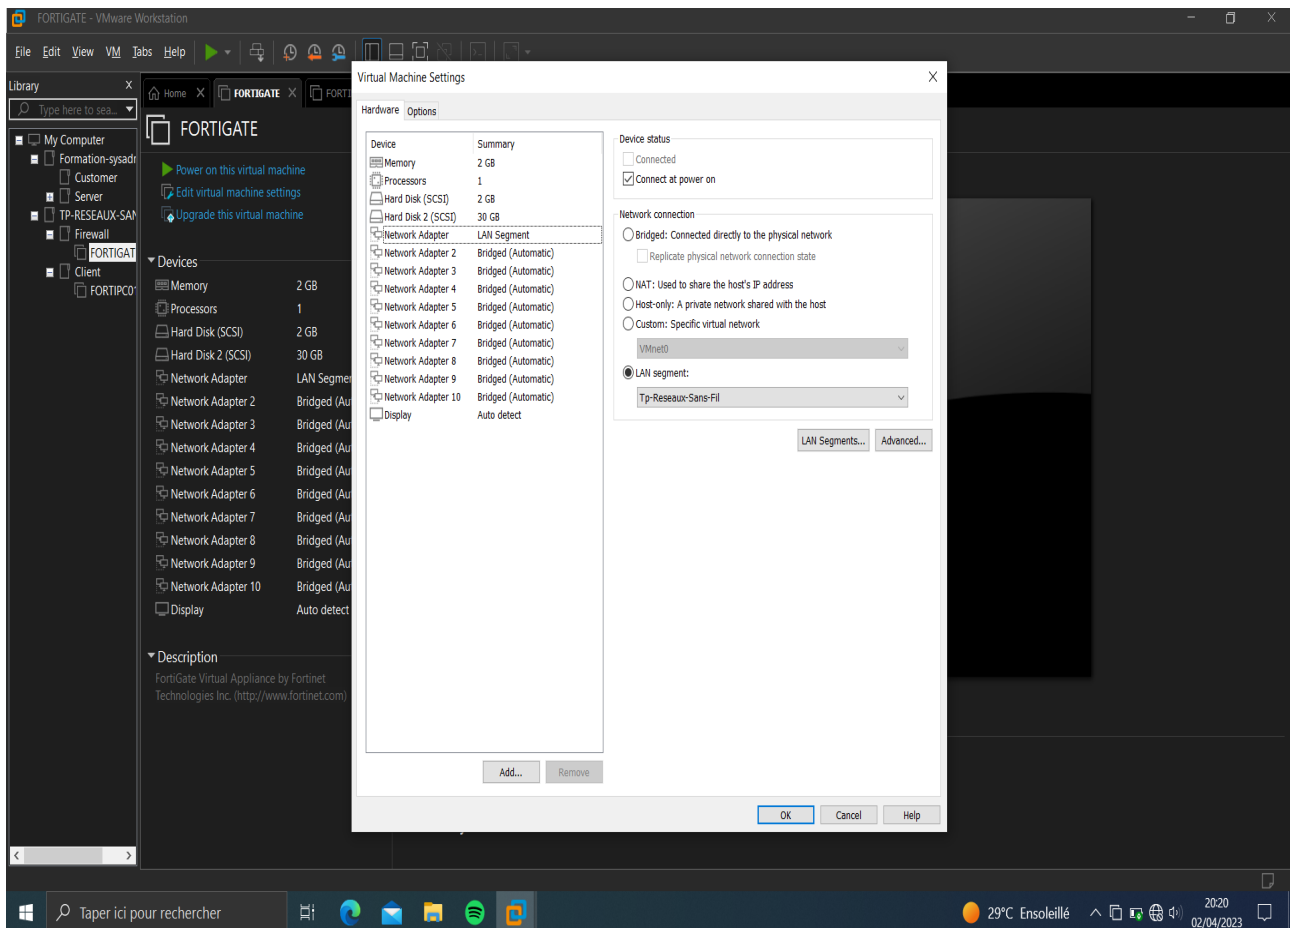 FORTIGATE - VMware Workstation
File Edit View VM Tabs Help
Library X
Type here to sea...
My Computer
Formation-sysadr
Customer
Server
TP-RESEAUX-SAN
Firewall
FORTIGAT
Client
FORTIPC0
Home X FORTIGATE X FORTI
FORTIGATE
Power on this virtual machine
Edit virtual machine settings
Upgrade this virtual machine
Devices
Memory 2 GB
Processors 1
Hard Disk (SCSI) 2 GB
Hard Disk 2 (SCSI) 30 GB
Network Adapter LAN Segmer
Network Adapter 2 Bridged (Au
Network Adapter 3 Bridged (Au
Network Adapter 4 Bridged (Au
Network Adapter 5 Bridged (Au
Network Adapter 6 Bridged (Au
Network Adapter 7 Bridged (Au
Network Adapter 8 Bridged (Au
Network Adapter 9 Bridged (Au
Network Adapter 10 Bridged (Au
Display Auto detect
Description
FortiGate Virtual Appliance by Fortinet
Technologies Inc. (http://www.fortinet.com)
Virtual Machine Settings
Hardware Options
Device Summary
Memory 2 GB
Processors 1
Hard Disk (SCSI) 2 GB
Hard Disk 2 (SCSI) 30 GB
Network Adapter LAN Segment
Network Adapter 2 Bridged (Automatic)
Network Adapter 3 Bridged (Automatic)
Network Adapter 4 Bridged (Automatic)
Network Adapter 5 Bridged (Automatic)
Network Adapter 6 Bridged (Automatic)
Network Adapter 7 Bridged (Automatic)
Network Adapter 8 Bridged (Automatic)
Network Adapter 9 Bridged (Automatic)
Network Adapter 10 Bridged (Automatic)
Display Auto detect
Add... Remove
Device status
Connected
Connect at power on
Network connection
Bridged: Connected directly to the physical network
Replicate physical network connection state
NAT: Used to share the host's IP address
Host-only: A private network shared with the host
Custom: Specific virtual network
VMnet0
LAN segment:
Tp-Reseaux-Sans-Fil
LAN Segments... Advanced...
OK Cancel Help
Taper ici pour rechercher
29°C Ensoleillé
20:20
02/04/2023